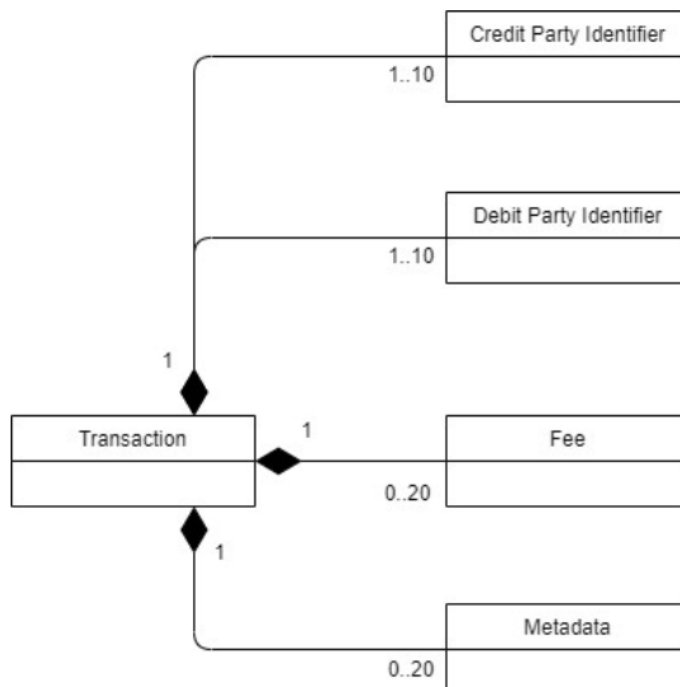 Credit Party Identifier
1..10
Debit Party Identifier
1..10
1
Transaction
1
Fee
0..20
1
Metadata
0..20